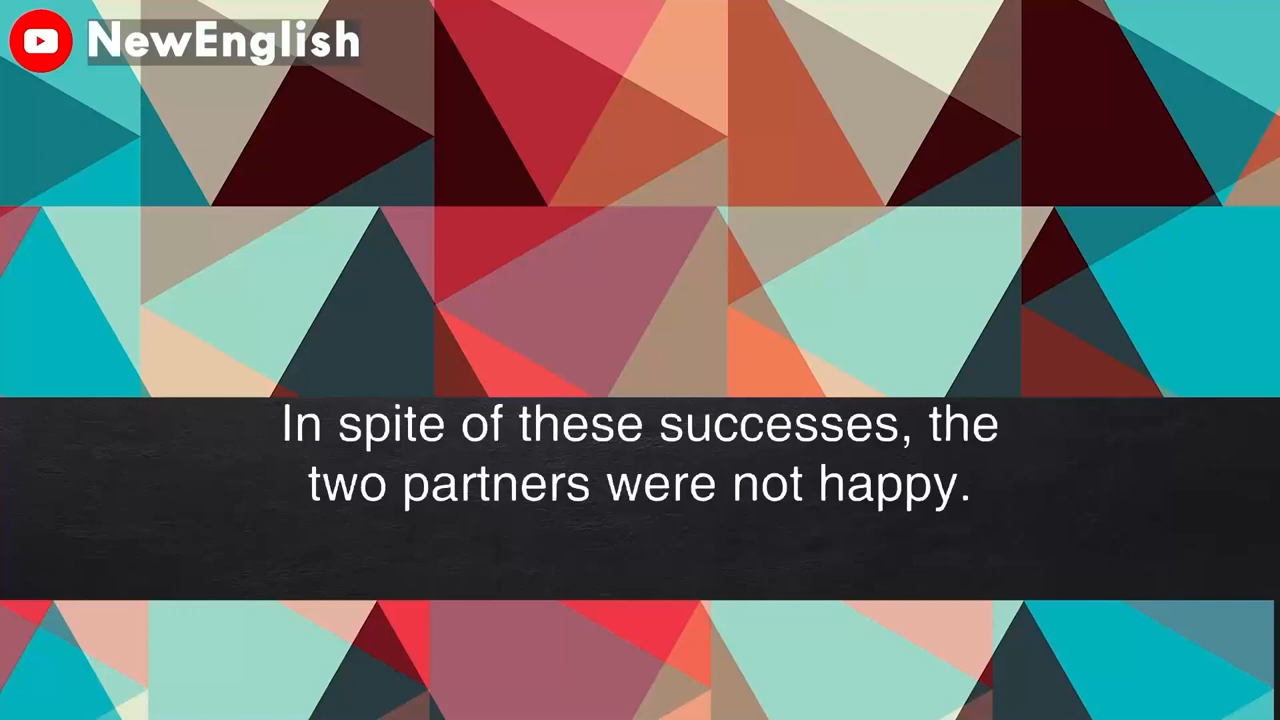 NewEnglish
In spite of these successes, the
two partners were not happy.